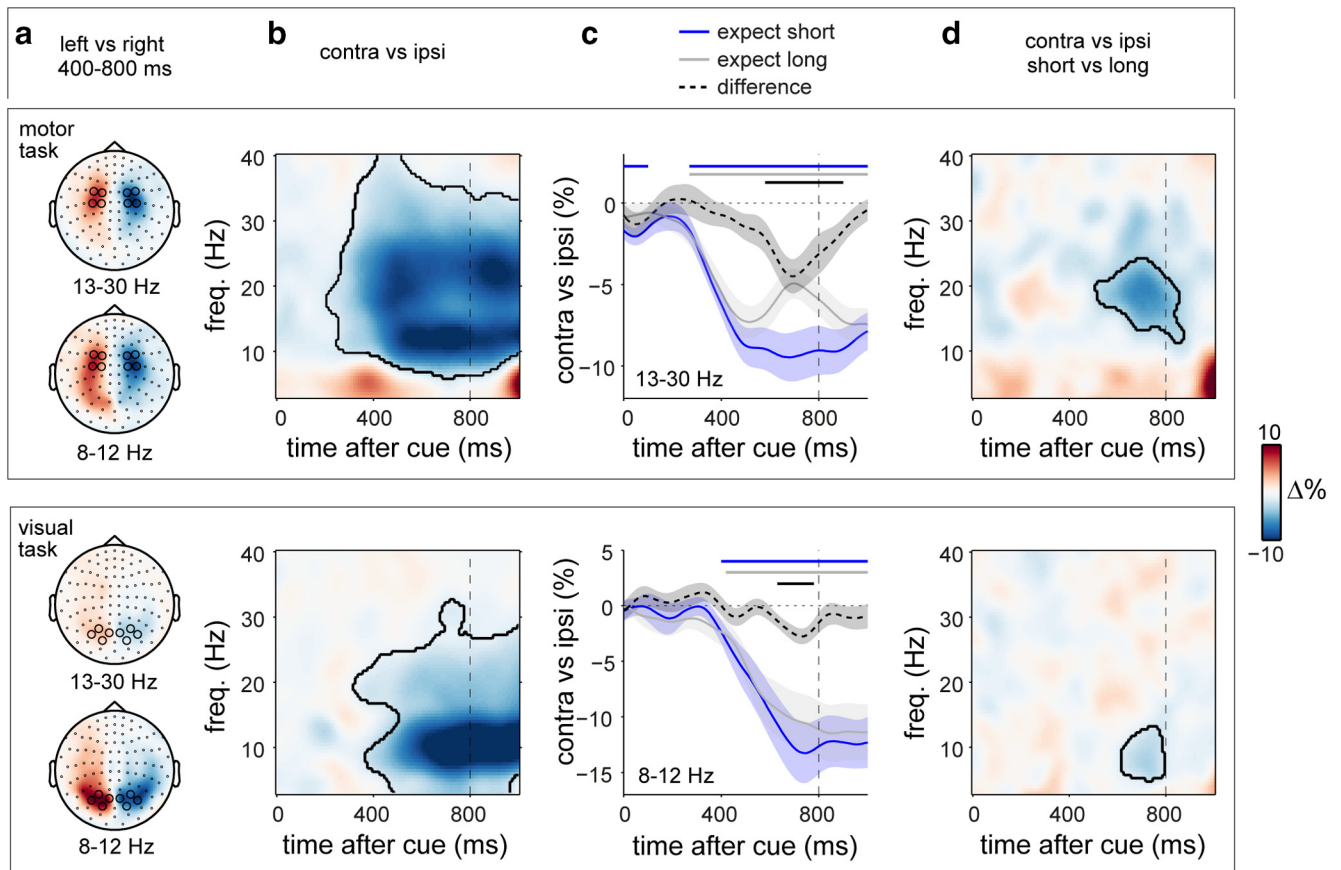 a
left vs right
400-800 ms
b
contra vs ipsi
c
expect short
expect long
difference
d
contra vs ipsi
short vs long
motor
task
13-30 Hz
8-12 Hz
freq. (Hz)
40
30
20
10
0
400
800
time after cue (ms)
contra vs ipsi (%)
0
−5
−10
13-30 Hz
0
400
800
time after cue (ms)
freq. (Hz)
40
30
20
10
0
400
800
time after cue (ms)
10
Δ%
−10
visual
task
13-30 Hz
8-12 Hz
freq. (Hz)
40
30
20
10
0
400
800
time after cue (ms)
contra vs ipsi (%)
5
0
−5
−10
−15
8-12 Hz
0
400
800
time after cue (ms)
freq. (Hz)
40
30
20
10
0
400
800
time after cue (ms)